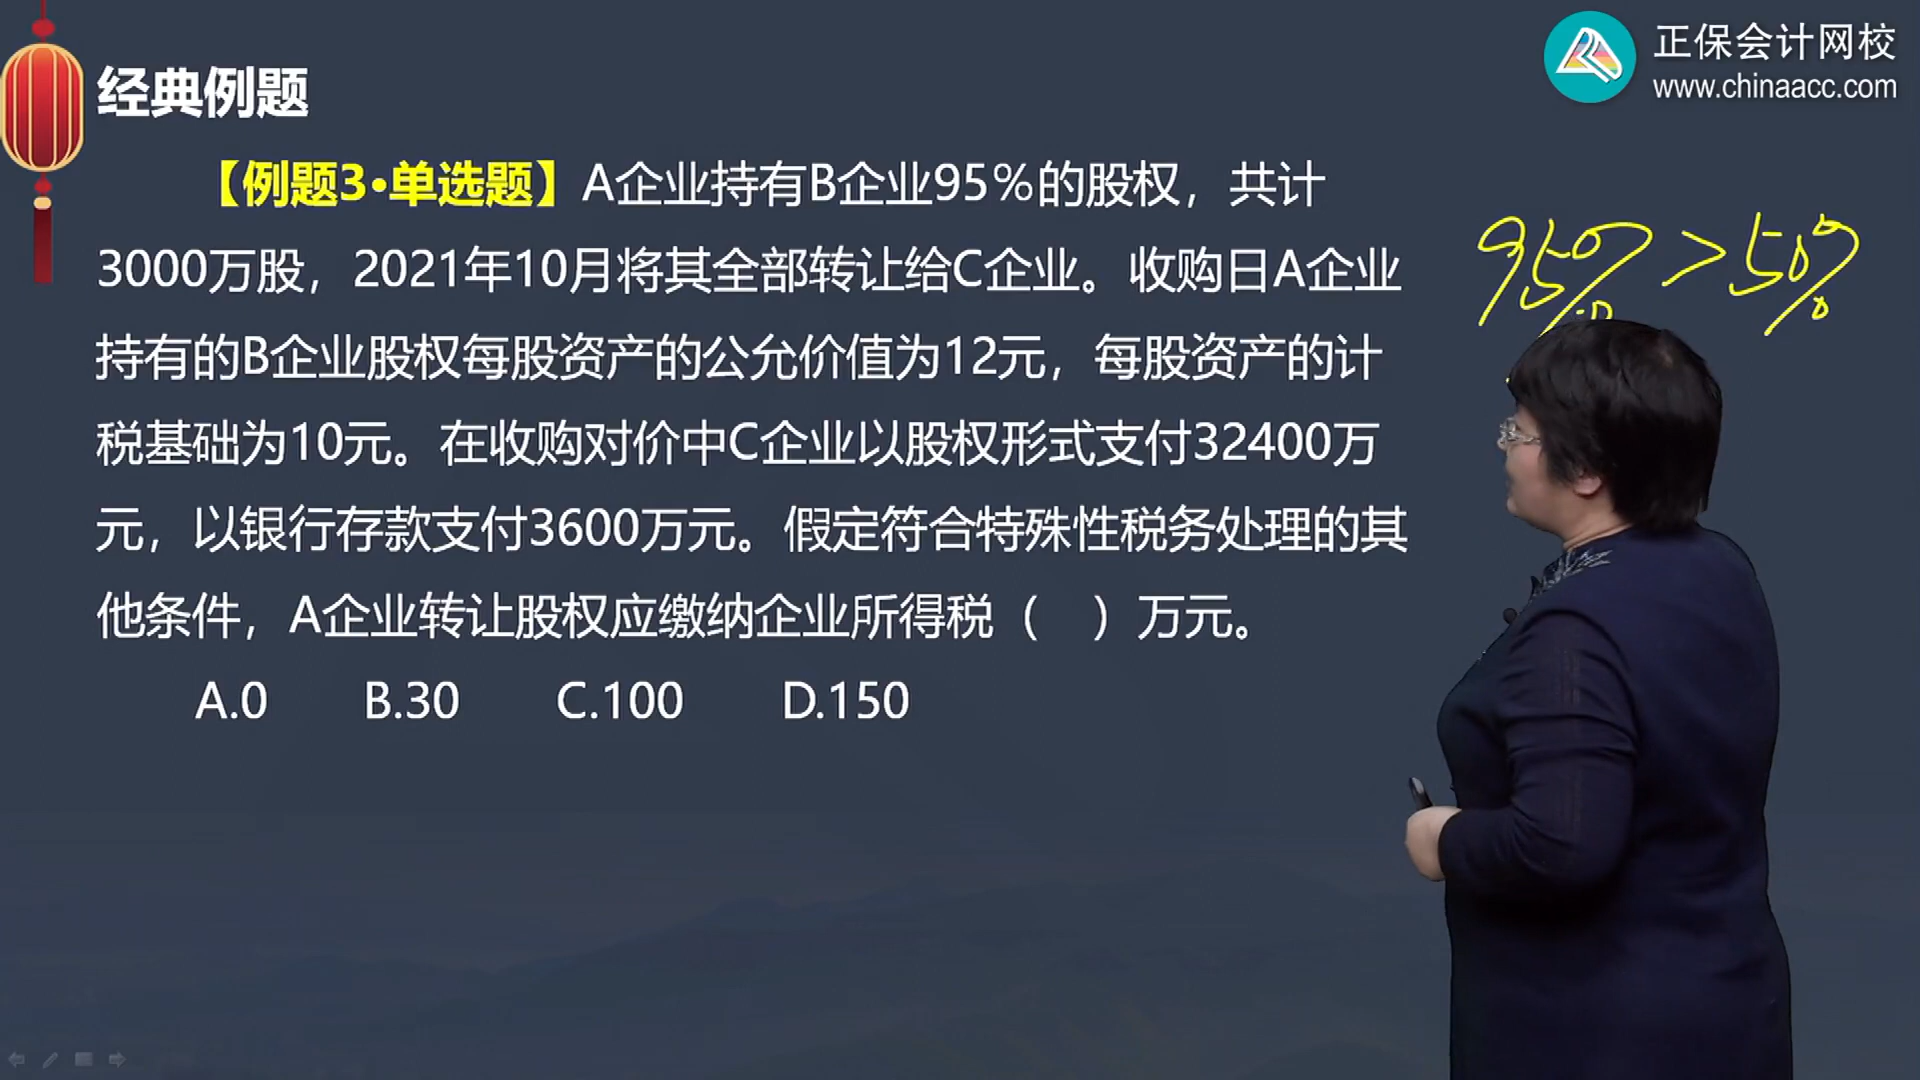 正保会计网校
www.chinaacc.com
经典例题
【例题3·单选题】A企业持有B企业95%的股权，共计
3000万股，2021年10月将其全部转让给C企业。收购日A企业
持有的B企业股权每股资产的公允价值为12元，每股资产的计
税基础为10元。在收购对价中C企业以股权形式支付32400万
元，以银行存款支付3600万元。假定符合特殊性税务处理的其
他条件，A企业转让股权应缴纳企业所得税（ ）万元。
A.0 B.30 C.100 D.150
95%>50%